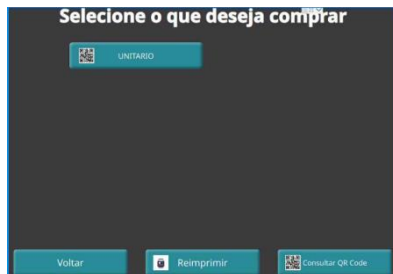 Selecione o que deseja comprar
UNITARIO
Voltar
Reimprimir
Consultar QR Code